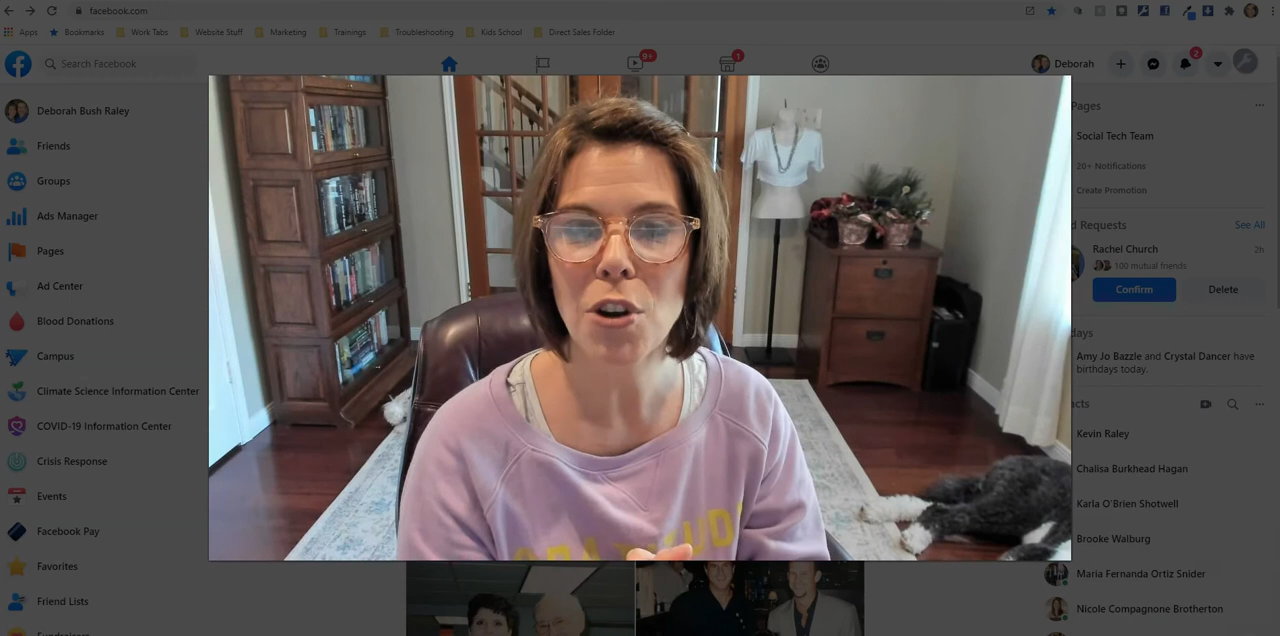 facebook.com
Apps
Bookmarks
Work Tabs
Website Stuff
Marketing
Trainings
Troubleshooting
Kids School
Direct Sales Folder
Search Facebook
9+
1
Deborah
2
Deborah Bush Raley
Friends
Groups
Ads Manager
Pages
Ad Center
Blood Donations
Campus
Climate Science Information Center
COVID-19 Information Center
Crisis Response
Events
Facebook Pay
Favorites
Friend Lists
Pages
Social Tech Team
20+ Notifications
Create Promotion
d Requests
See All
Rachel Church
2h
100 mutual friends
Confirm
Delete
days
Amy Jo Bazzle and Crystal Dancer have
birthdays today.
acts
Kevin Raley
Chalisa Burkhead Hagan
Karla O'Brien Shotwell
Brooke Walburg
Maria Fernanda Ortiz Snider
Nicole Compagnone Brotherton